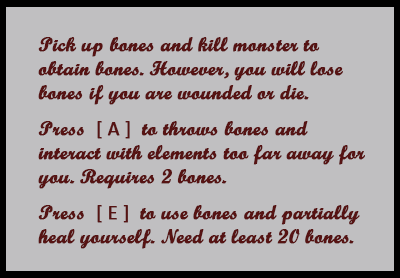 Pick up bones and kill monster to
obtain bones. However, you will lose
bones if you are wounded or die.
Press [ A ] to throws bones and
interact with elements too far away for
you. Requires 2 bones.
Press [ E ] to use bones and partially
heal yourself. Need at least 20 bones.